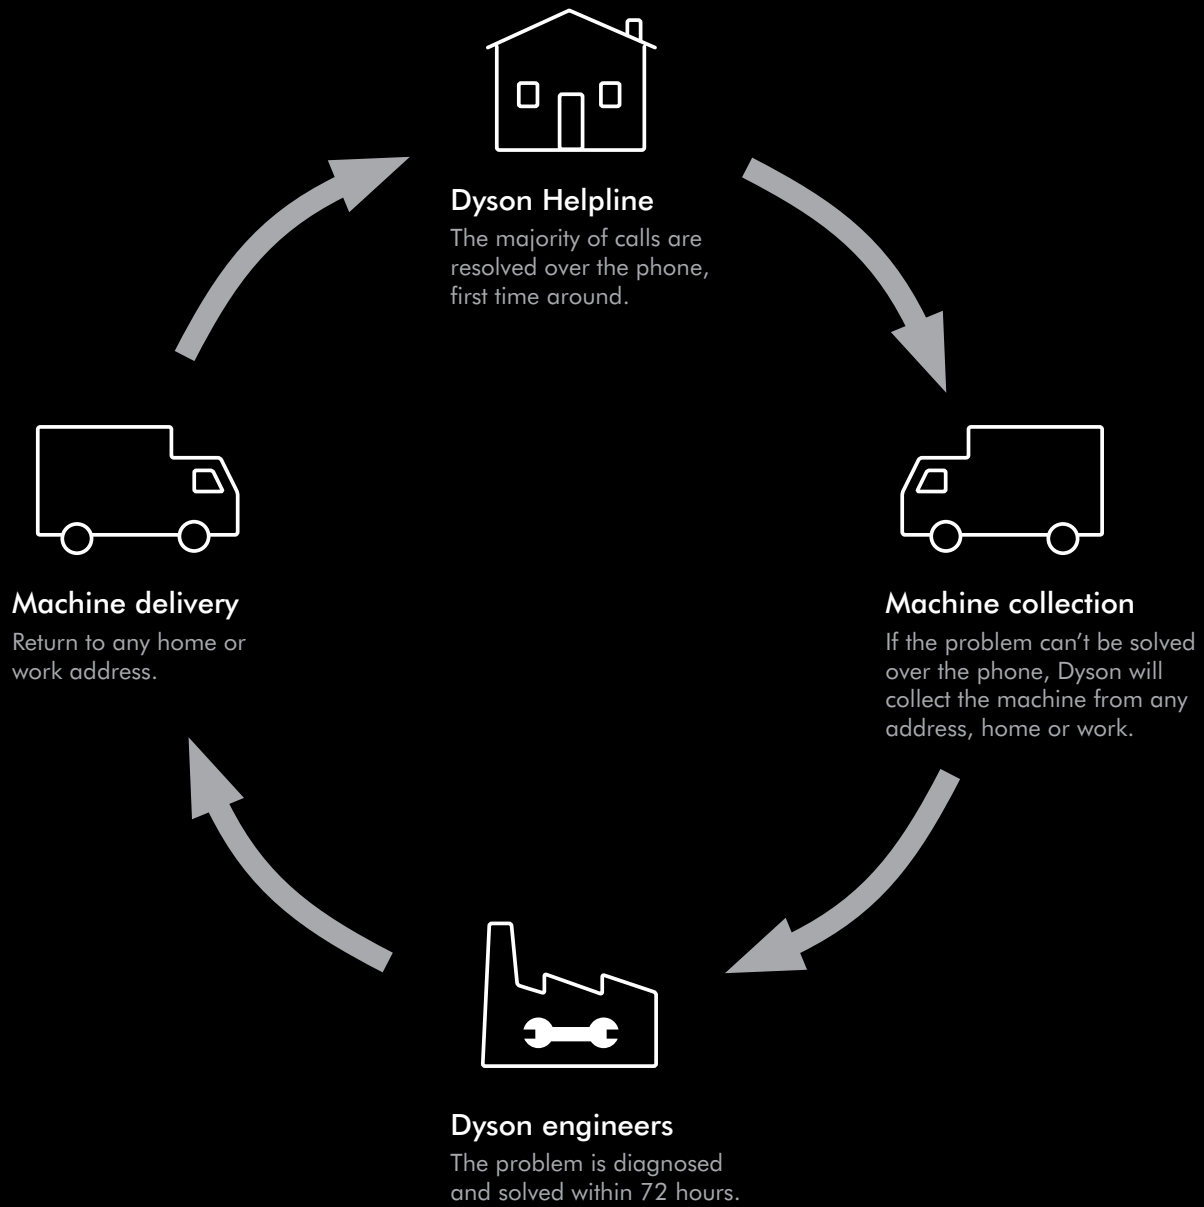 Dyson Helpline
The majority of calls are
resolved over the phone,
first time around.
Machine delivery
Return to any home or
work address.
Machine collection
If the problem can’t be solved
over the phone, Dyson will
collect the machine from any
address, home or work.
Dyson engineers
The problem is diagnosed
and solved within 72 hours.